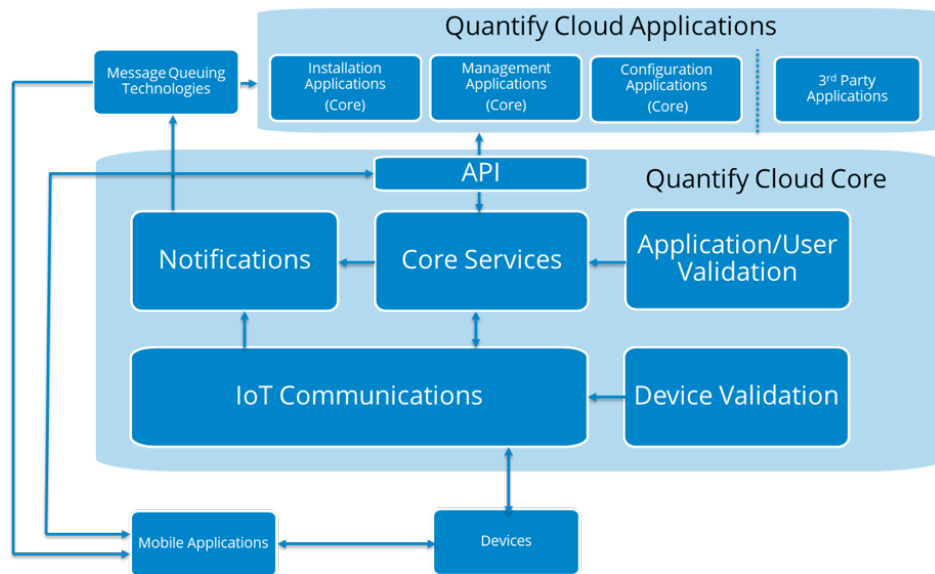 Quantify Cloud Applications
Message Queuing
Technologies
Installation
Applications
(Core)
Management
Applications
(Core)
Configuration
Applications
(Core)
3rd Party
Applications
API
Quantify Cloud Core
Notifications
Core Services
Application/User
Validation
IoT Communications
Device Validation
Mobile Applications
Devices